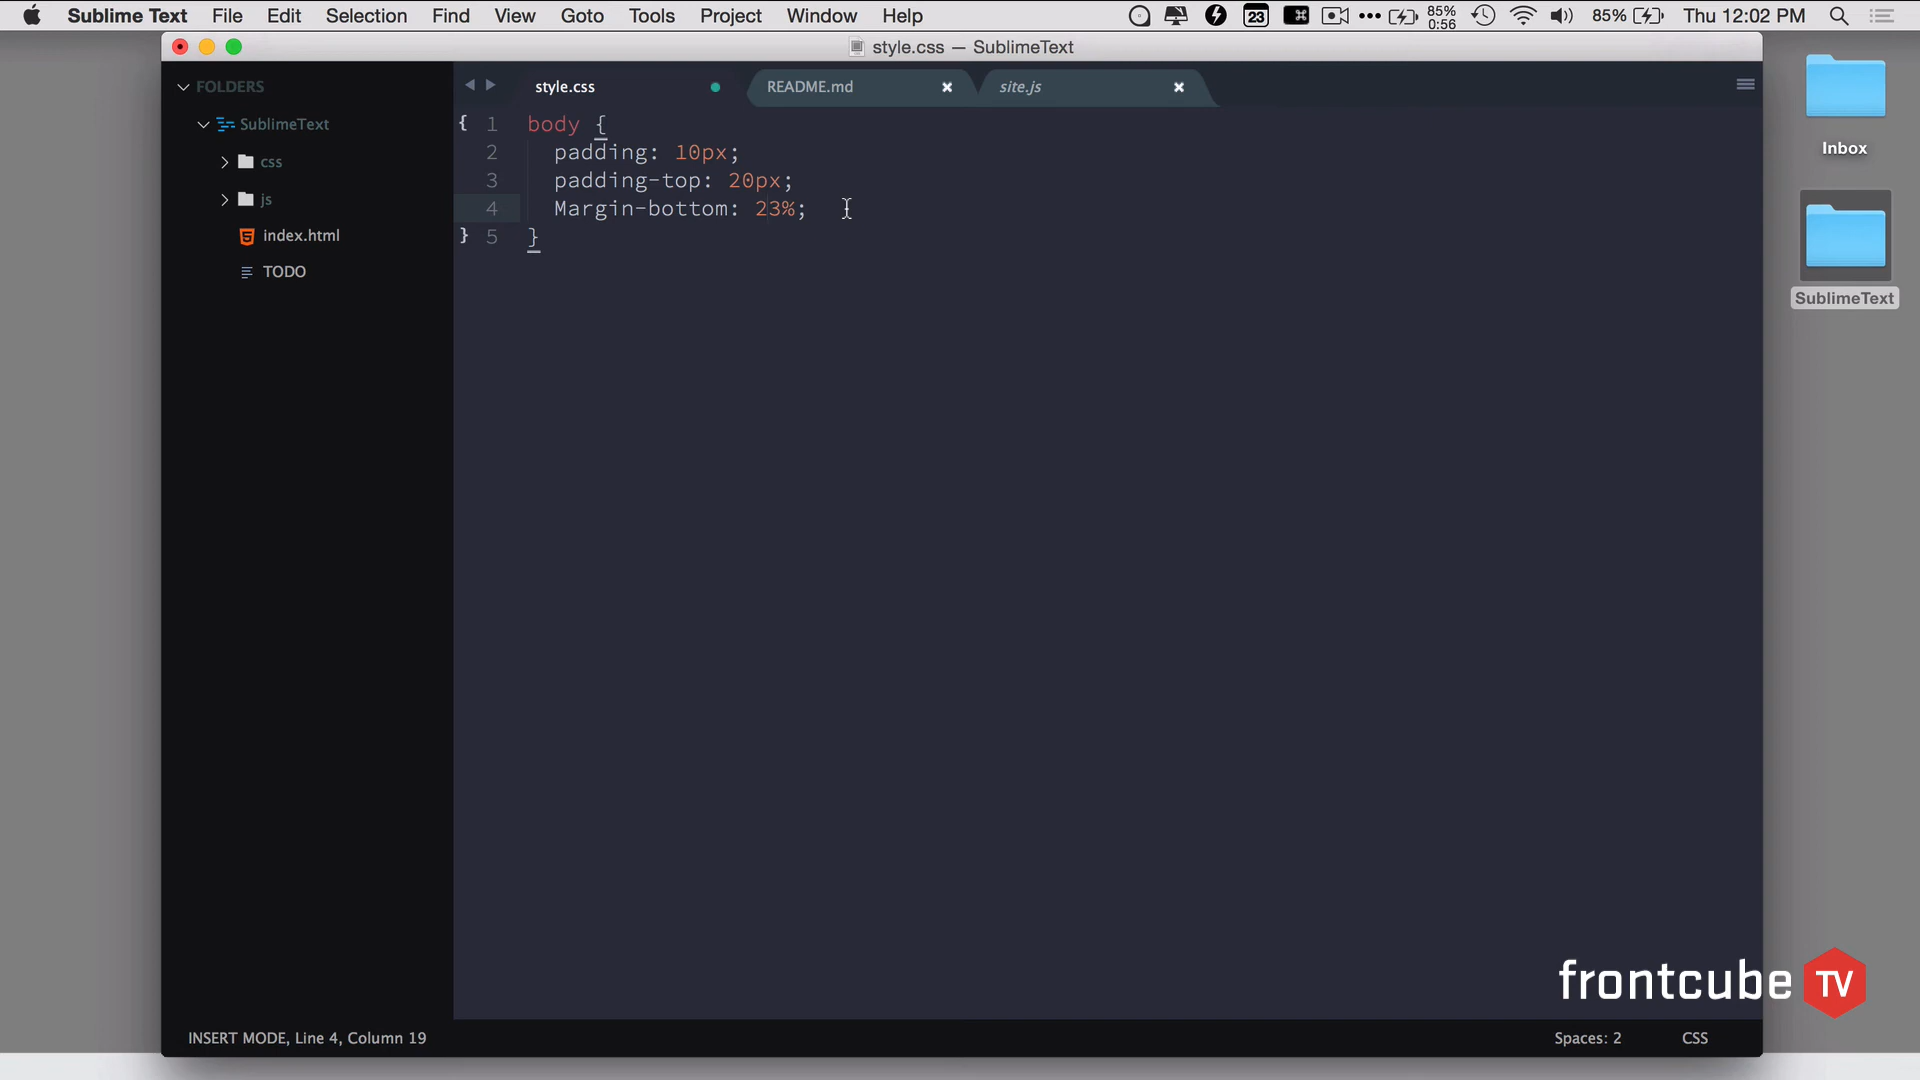 Sublime Text File Edit Selection Find View Goto Tools Project Window Help 23 85% 0:56 85% Thu 12:02 PM
style.css — SublimeText
FOLDERS
SublimeText
css
js
index.html
TODO
style.css README.md site.js
{ 1 body {
2 padding: 10px;
3 padding-top: 20px;
4 Margin-bottom: 23%;
} 5 }
Inbox
SublimeText
frontcube TV
INSERT MODE, Line 4, Column 19 Spaces: 2 CSS